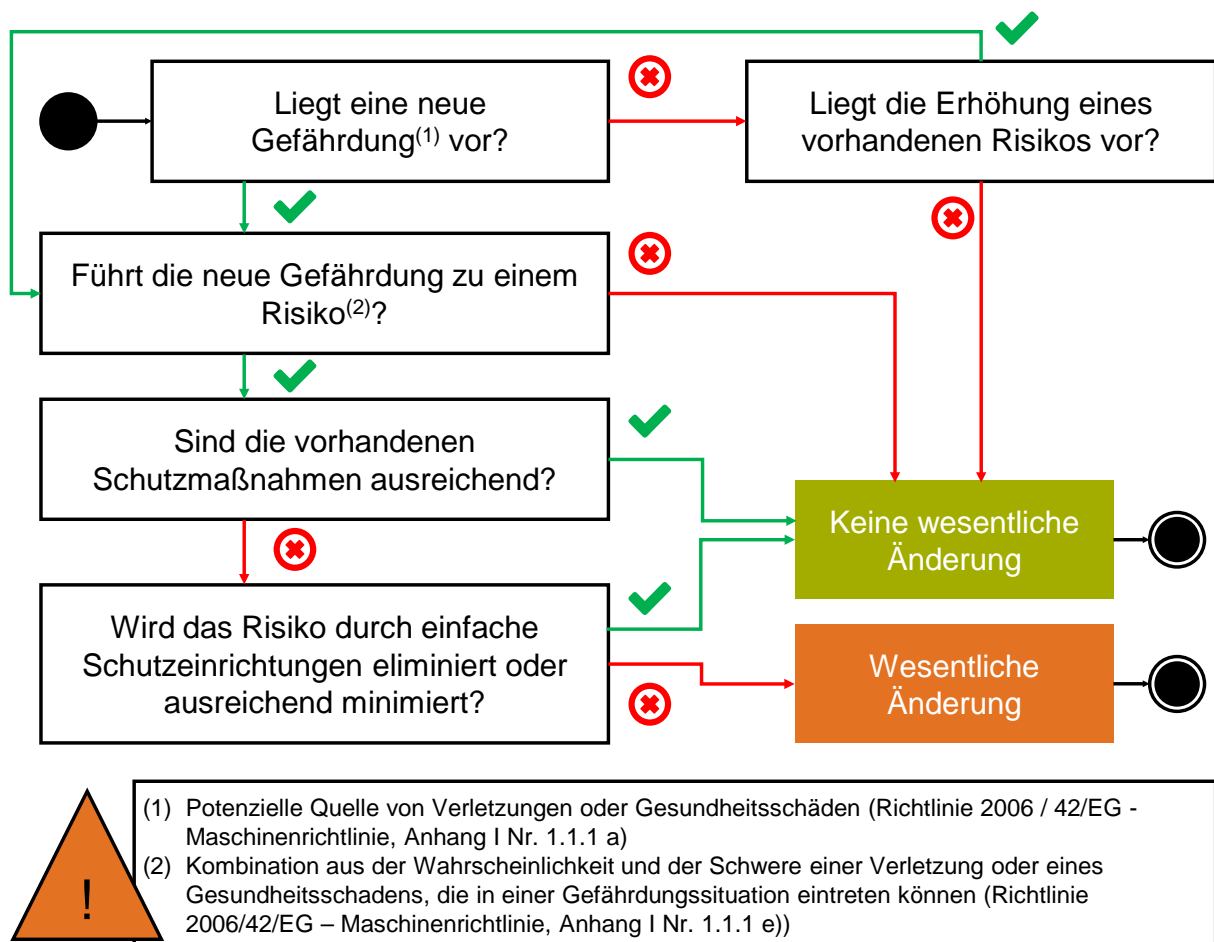 Liegt eine neue
Gefährdung(1) vor?
Liegt die Erhöhung eines
vorhandenen Risikos vor?
Führt die neue Gefährdung zu einem
Risiko(2)?
Sind die vorhandenen
Schutzmaßnahmen ausreichend?
Keine wesentliche
Änderung
Wird das Risiko durch einfache
Schutzeinrichtungen eliminiert oder
ausreichend minimiert?
Wesentliche
Änderung
!
(1) Potenzielle Quelle von Verletzungen oder Gesundheitsschäden (Richtlinie 2006 / 42/EG -
Maschinenrichtlinie, Anhang I Nr. 1.1.1 a)
(2) Kombination aus der Wahrscheinlichkeit und der Schwere einer Verletzung oder eines
Gesundheitsschadens, die in einer Gefährdungssituation eintreten können (Richtlinie
2006/42/EG – Maschinenrichtlinie, Anhang I Nr. 1.1.1 e))